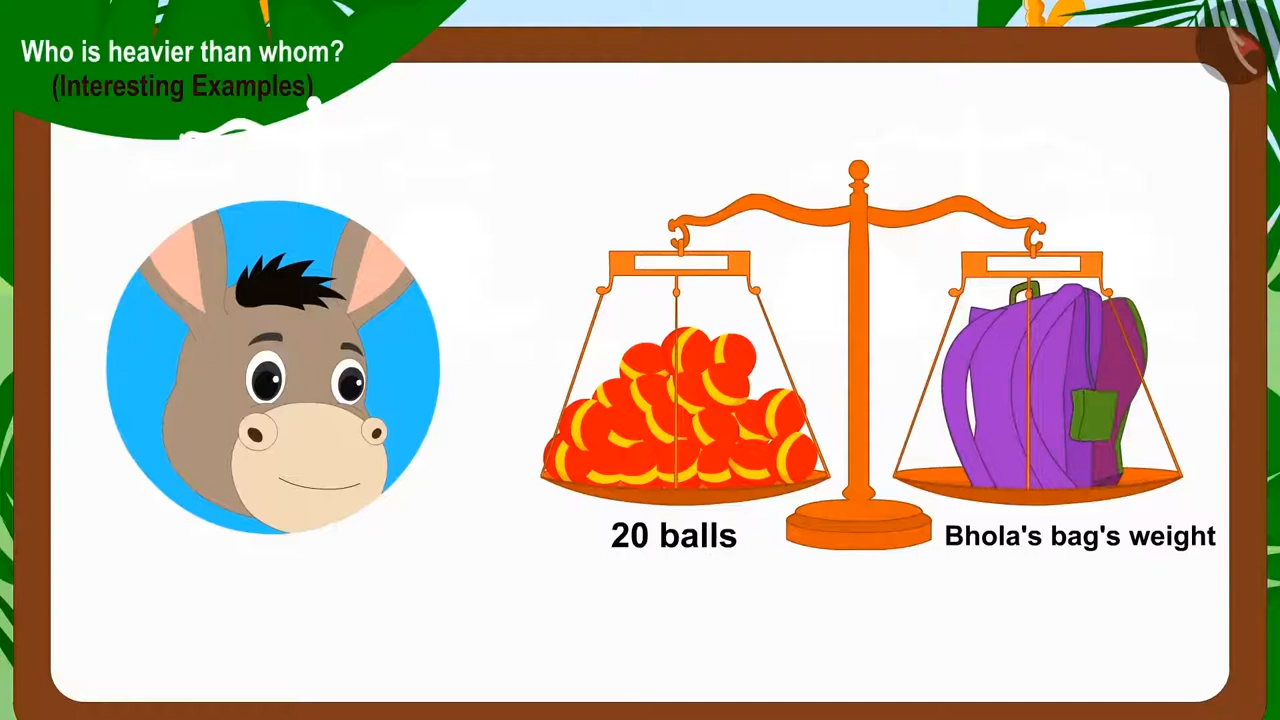 Who is heavier than whom?
(Interesting Examples)
20 balls
Bhola's bag's weight